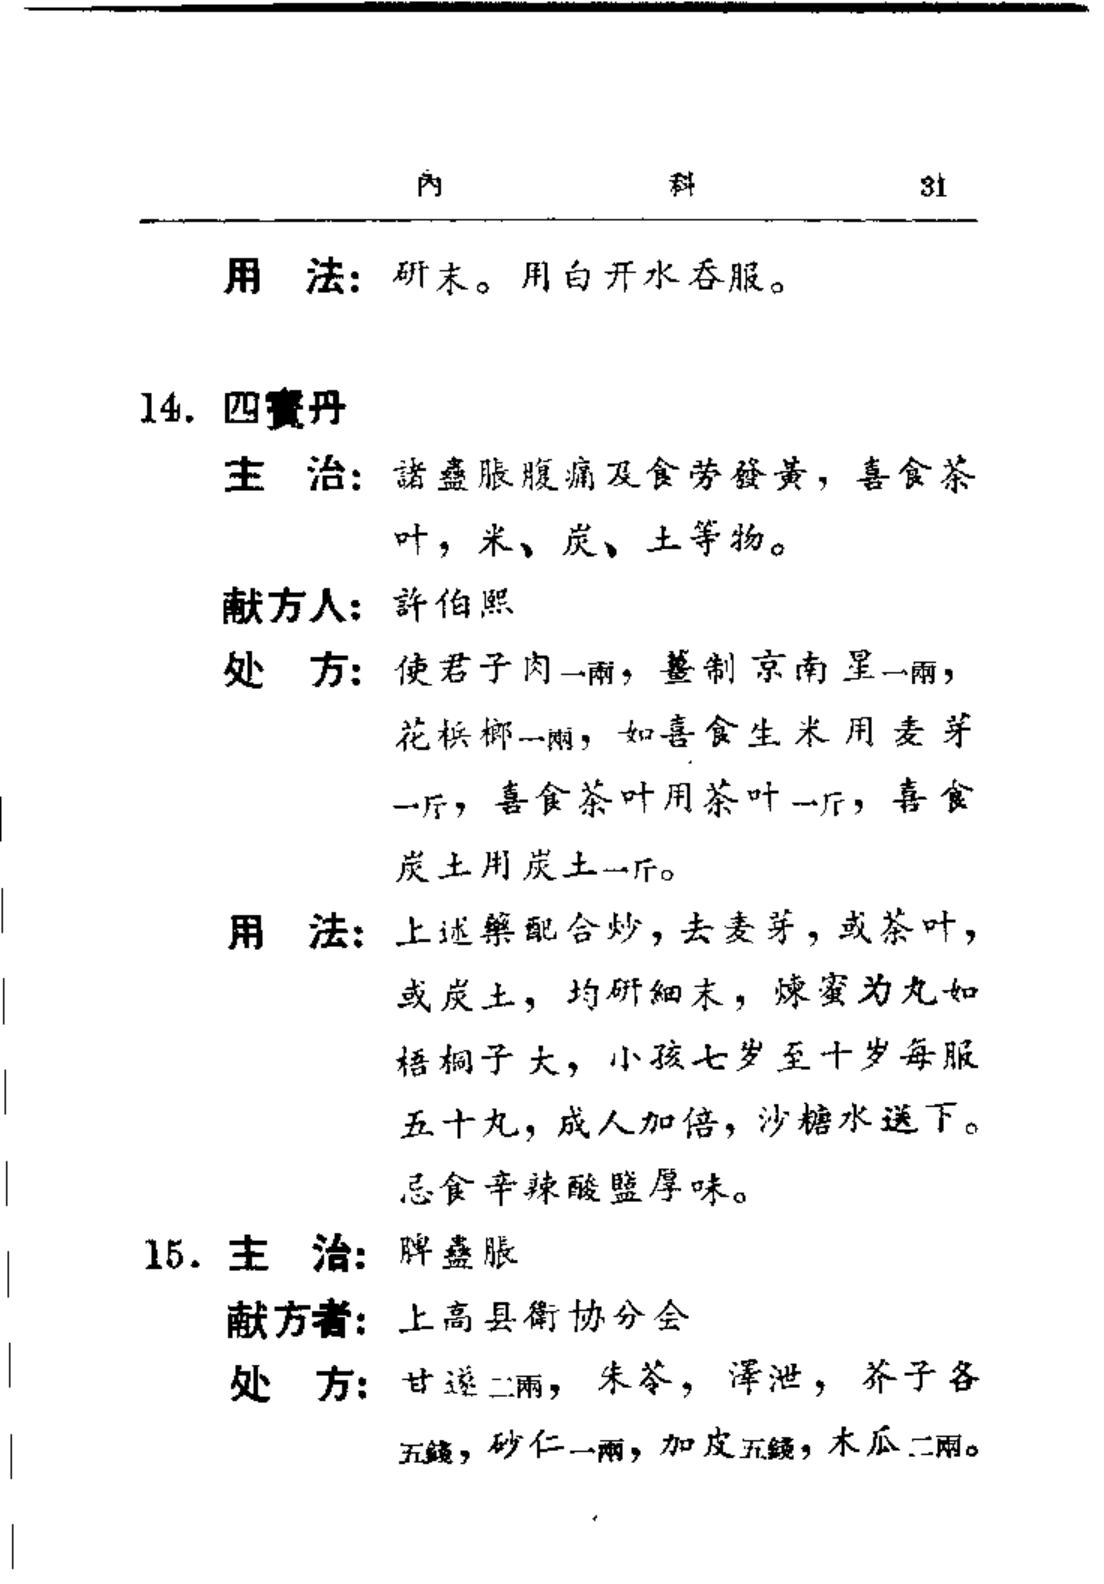 內 科 31
用 法：研末。用白开水吞服。
14. 四寶丹
主 治：諸蠱脹腹痛及食劳發黃，喜食茶
叶，米、炭、土等物。
献方人：許伯熙
处 方：使君子肉一兩，薑制京南星一兩，
花梹榔一兩，如喜食生米用麦芽
一斤，喜食茶叶用茶叶一斤，喜食
炭土用炭土一斤。
用 法：上述藥配合炒，去麦芽，或茶叶，
或炭土，均研細末，煉蜜为丸如
梧桐子大，小孩七岁至十岁每服
五十丸，成人加倍，沙糖水送下。
忌食辛辣酸鹽厚味。
15. 主 治：脾蠱脹
献方者：上高县衛协分会
处 方：甘遂二兩，朱苓，澤泄，芥子各
五錢，砂仁一兩，加皮五錢，木瓜二兩。